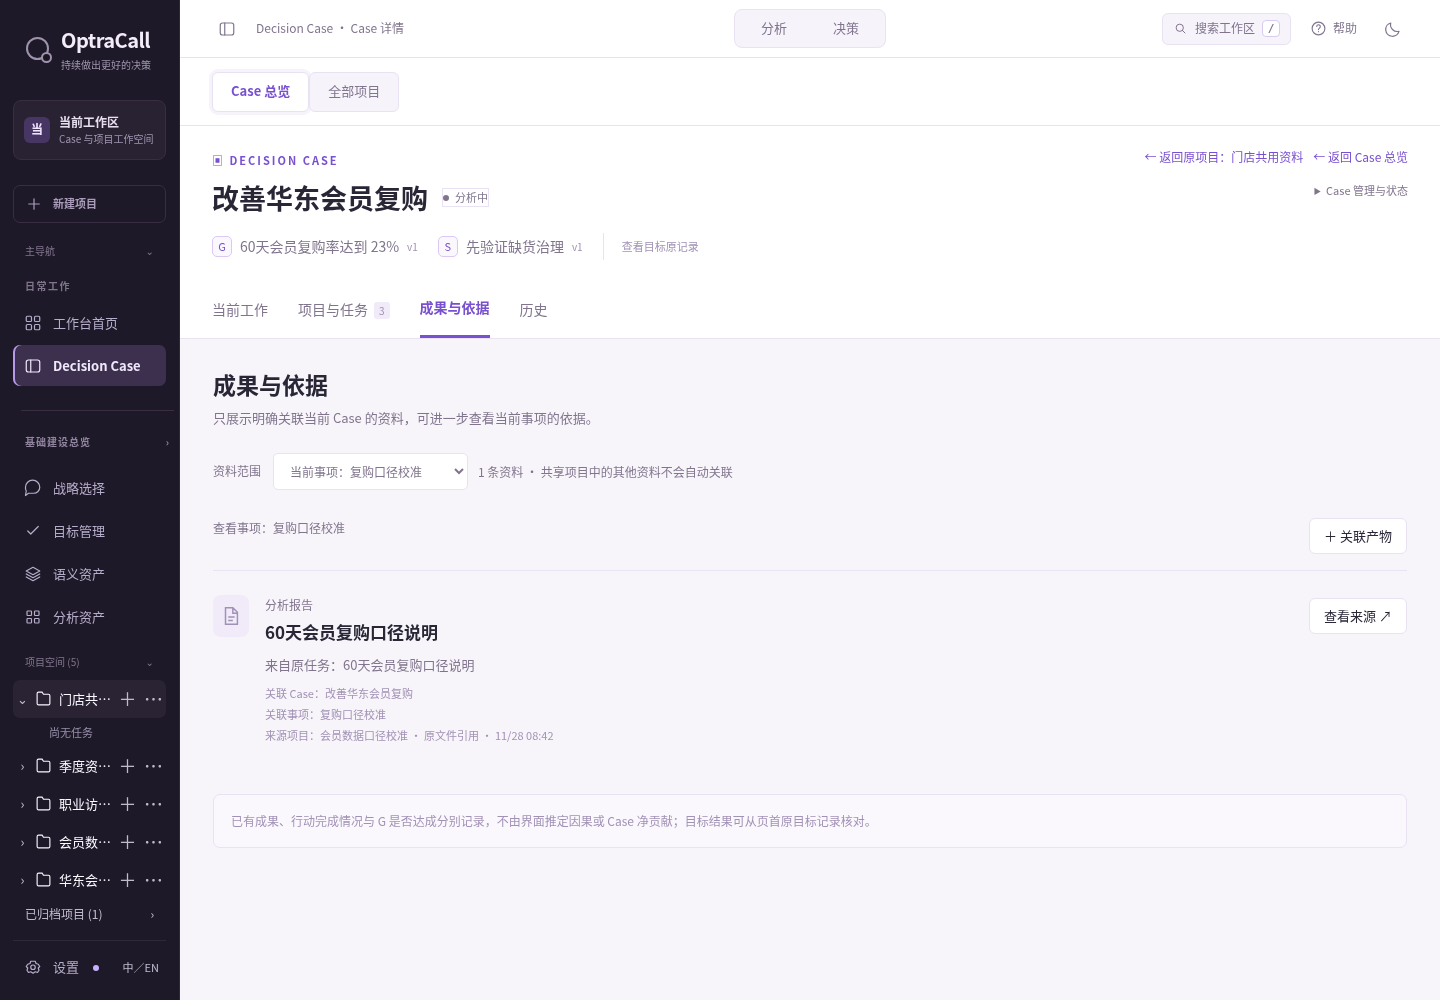 OptraCall
持续做出更好的决策
当
当前工作区
Case 与项目工作空间
新建项目
主导航
日常工作
工作台首页
Decision Case
基础建设总览
战略选择
目标管理
语义资产
分析资产
项目空间 (5)
门店共…
尚无任务
季度资…
职业访…
会员数…
华东会…
已归档项目 (1)
设置
中／EN
Decision Case · Case 详情
分析
决策
搜索工作区 /
帮助
Case 总览
全部项目
DECISION CASE
← 返回原项目：门店共用资料
← 返回 Case 总览
改善华东会员复购
分析中
▶ Case 管理与状态
G 60天会员复购率达到 23% v1
S 先验证缺货治理 v1
查看目标原记录
当前工作
项目与任务 3
成果与依据
历史
成果与依据
只展示明确关联当前 Case 的资料，可进一步查看当前事项的依据。
资料范围
当前事项：复购口径校准
1 条资料 · 共享项目中的其他资料不会自动关联
查看事项：复购口径校准
＋ 关联产物
分析报告
60天会员复购口径说明
来自原任务：60天会员复购口径说明
关联 Case：改善华东会员复购
关联事项：复购口径校准
来源项目：会员数据口径校准 · 原文件引用 · 11/28 08:42
查看来源 ↗
已有成果、行动完成情况与 G 是否达成分别记录，不由界面推定因果或 Case 净贡献；目标结果可从页首原目标记录核对。